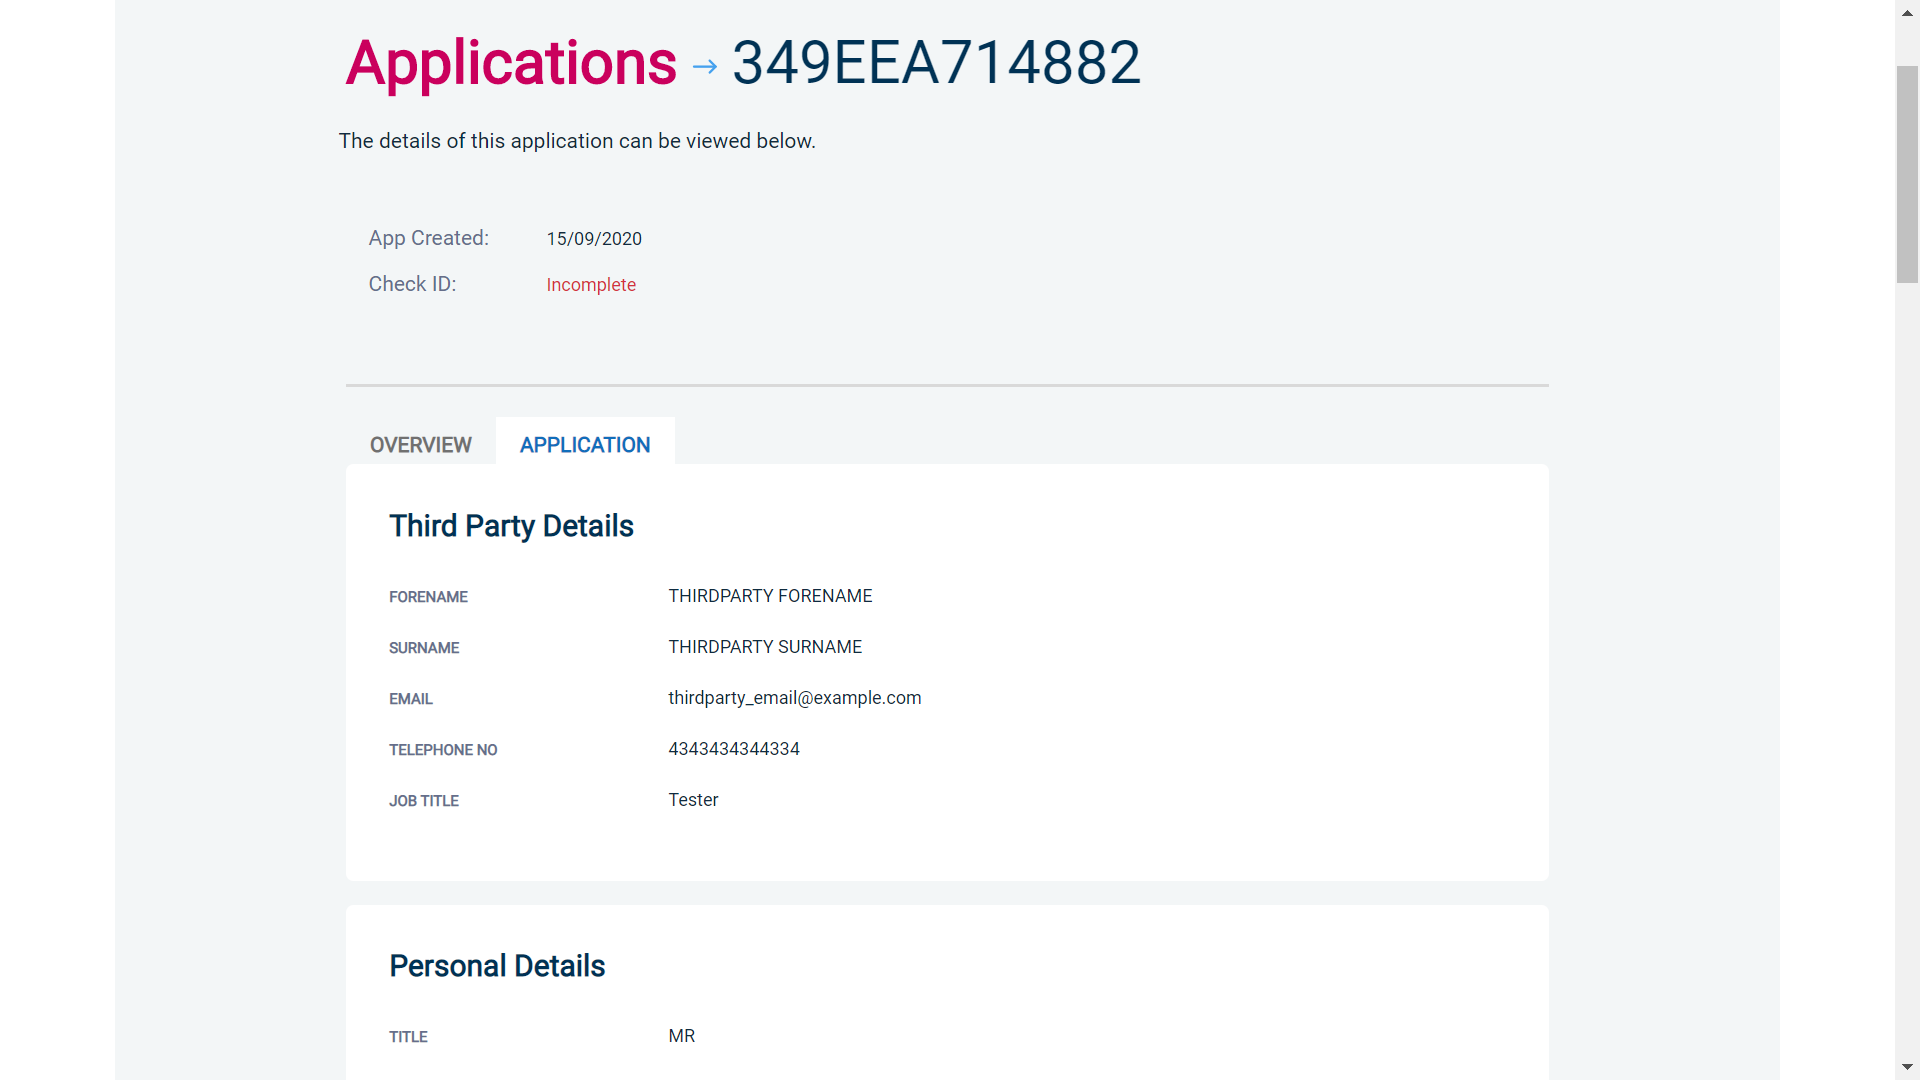 Applications → 349EEA714882
The details of this application can be viewed below.
App Created: 15/09/2020
Check ID: Incomplete
OVERVIEW APPLICATION
Third Party Details
FORENAME THIRDPARTY FORENAME
SURNAME THIRDPARTY SURNAME
EMAIL thirdparty_email@example.com
TELEPHONE NO 4343434344334
JOB TITLE Tester
Personal Details
TITLE MR